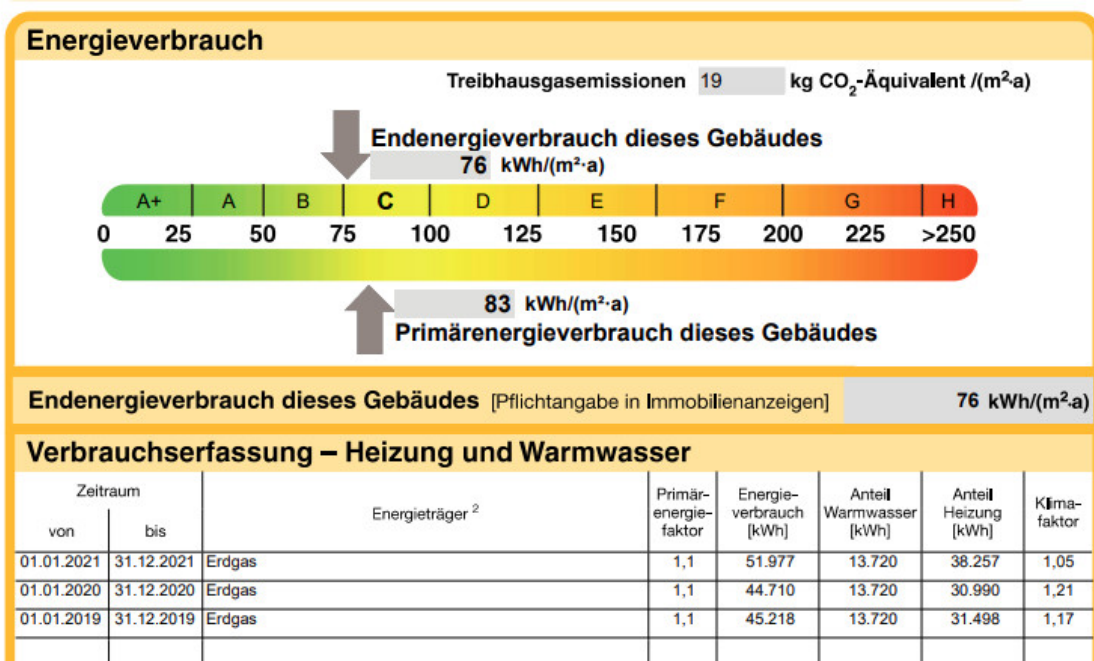 Energieverbrauch
Treibhausgasemissionen 19 kg CO₂-Äquivalent /(m²·a)
Endenergieverbrauch dieses Gebäudes
76 kWh/(m²·a)
A+ A B C D E F G H
0 25 50 75 100 125 150 175 200 225 >250
83 kWh/(m²·a)
Primärenergieverbrauch dieses Gebäudes
Endenergieverbrauch dieses Gebäudes [Pflichtangabe in Immobilienanzeigen] 76 kWh/(m²·a)
Verbrauchserfassung – Heizung und Warmwasser
Zeitraum
von bis
Energieträger ²
Primär-
energie-
faktor
Energie-
verbrauch
[kWh]
Anteil
Warmwasser
[kWh]
Anteil
Heizung
[kWh]
Klima-
faktor
01.01.2021 31.12.2021 Erdgas 1,1 51.977 13.720 38.257 1,05
01.01.2020 31.12.2020 Erdgas 1,1 44.710 13.720 30.990 1,21
01.01.2019 31.12.2019 Erdgas 1,1 45.218 13.720 31.498 1,17